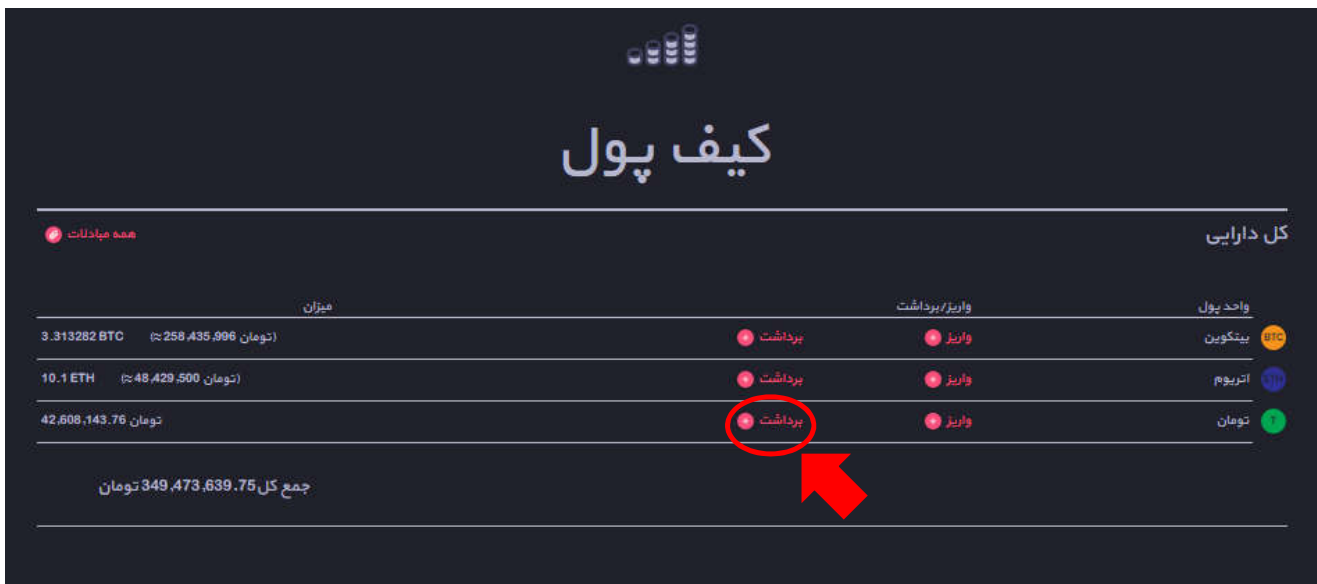 کیف پول
کل دارایی همه مبادلات
واحد پول واریز/برداشت میزان
BTC بیتکوین واریز برداشت 3.313282 BTC (≈ 258,435,996 تومان)
ETH اتریوم واریز برداشت 10.1 ETH (≈ 48,429,500 تومان)
T تومان واریز برداشت 42,608,143.76 تومان
جمع کل 349,473,639.75 تومان